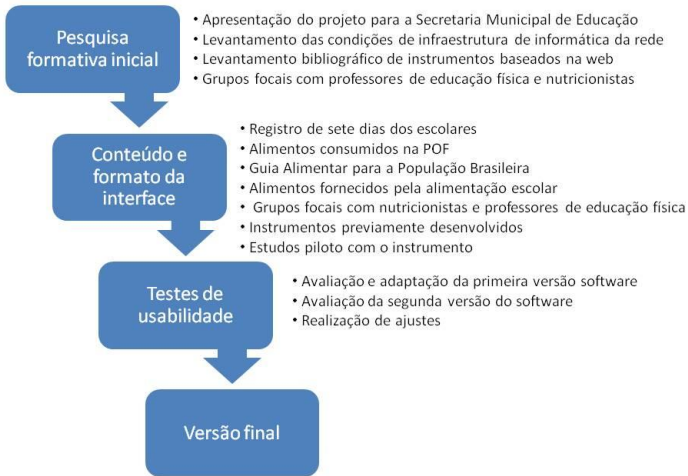 Pesquisa
formativa inicial
• Apresentação do projeto para a Secretaria Municipal de Educação
• Levantamento das condições de infraestrutura de informática da rede
• Levantamento bibliográfico de instrumentos baseados na web
• Grupos focais com professores de educação física e nutricionistas
Conteúdo e
formato da
interface
• Registro de sete dias dos escolares
• Alimentos consumidos na POF
• Guia Alimentar para a População Brasileira
• Alimentos fornecidos pela alimentação escolar
• Grupos focais com nutricionistas e professores de educação física
• Instrumentos previamente desenvolvidos
• Estudos piloto com o instrumento
Testes de
usabilidade
• Avaliação e adaptação da primeira versão software
• Avaliação da segunda versão do software
• Realização de ajustes
Versão final